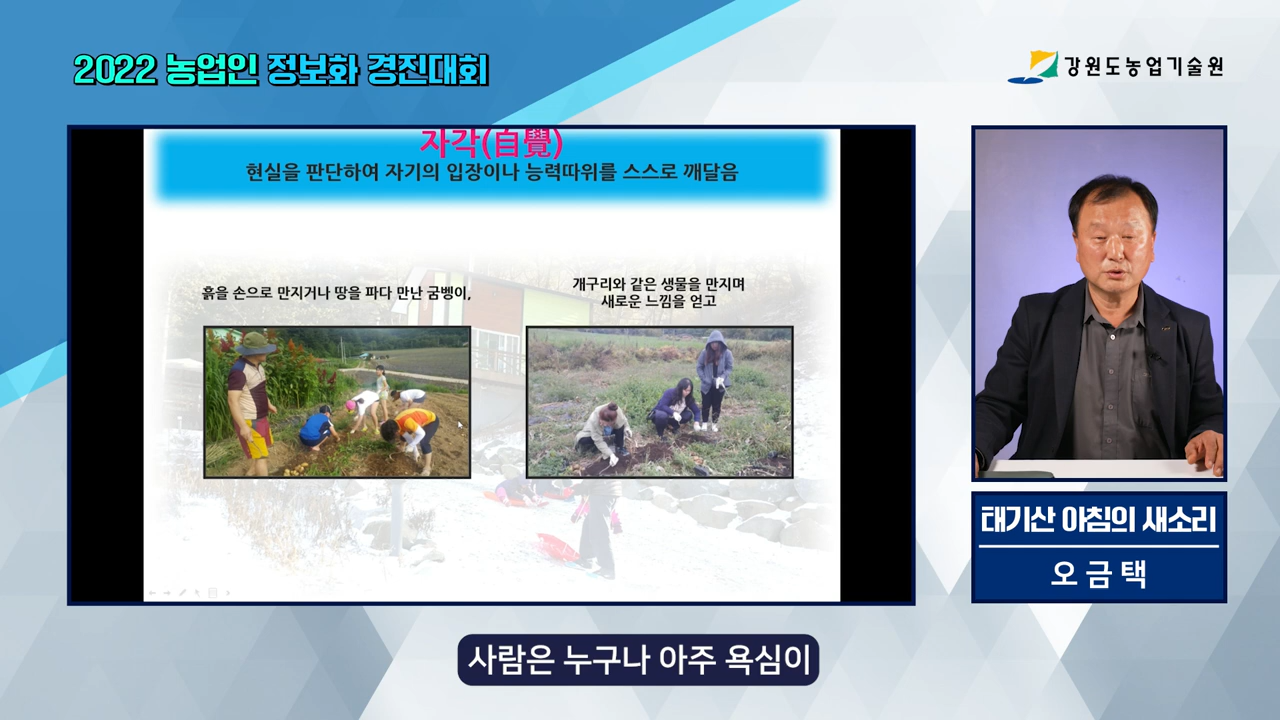 2022 농업인 정보화 경진대회
강원도농업기술원
자각(自覺)
현실을 판단하여 자기의 입장이나 능력따위를 스스로 깨달음
흙을 손으로 만지거나 땅을 파다 만난 굼벵이,
개구리와 같은 생물을 만지며
새로운 느낌을 얻고
태기산 아침의 새소리
오금택
사람은 누구나 아주 욕심이